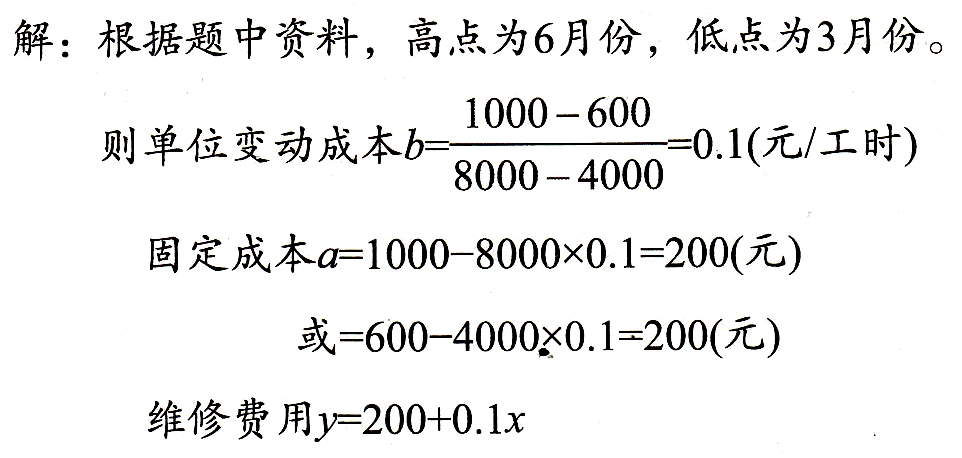 解：根据题中资料，高点为6月份，低点为3月份。
则单位变动成本b=\frac{1000-600}{8000-4000}=0.1(元/工时)
固定成本a=1000-8000×0.1=200(元)
或=600-4000×0.1=200(元)
维修费用y=200+0.1x